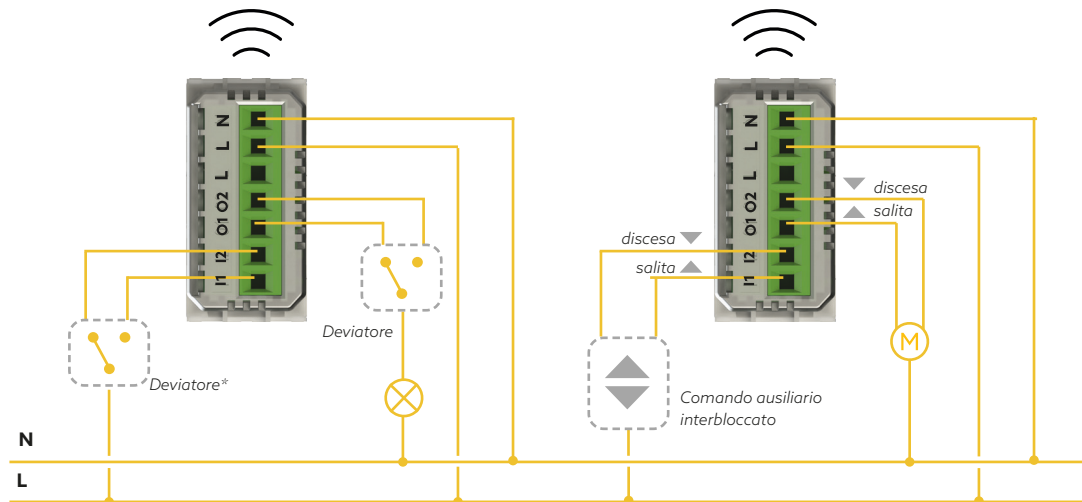 N
L
L
O2
O1
I2
I1
Deviatore
Deviatore*
N
L
L
O2
O1
I2
I1
discesa
salita
discesa
salita
M
Comando ausiliario
interbloccato
N
L